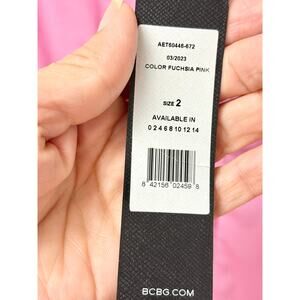 AET60446-672
03/2023
COLOR FUCHSIA PINK
SIZE 2
AVAILABLE IN
0 2 4 6 8 10 12 14
8 42156 02459 8
BCBG.COM